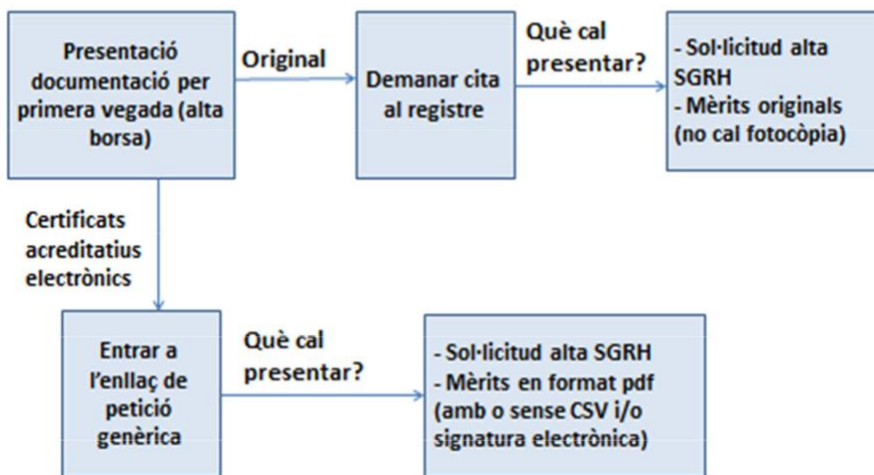 Presentació
documentació per
primera vegada (alta
borsa)
Original
Demanar cita
al registre
Què cal
presentar?
- Sol·licitud alta
SGRH
- Mèrits originals
(no cal fotocòpia)
Certificats
acreditatius
electrònics
Entrar a
l'enllaç de
petició
genèrica
Què cal
presentar?
- Sol·licitud alta SGRH
- Mèrits en format pdf
(amb o sense CSV i/o
signatura electrònica)